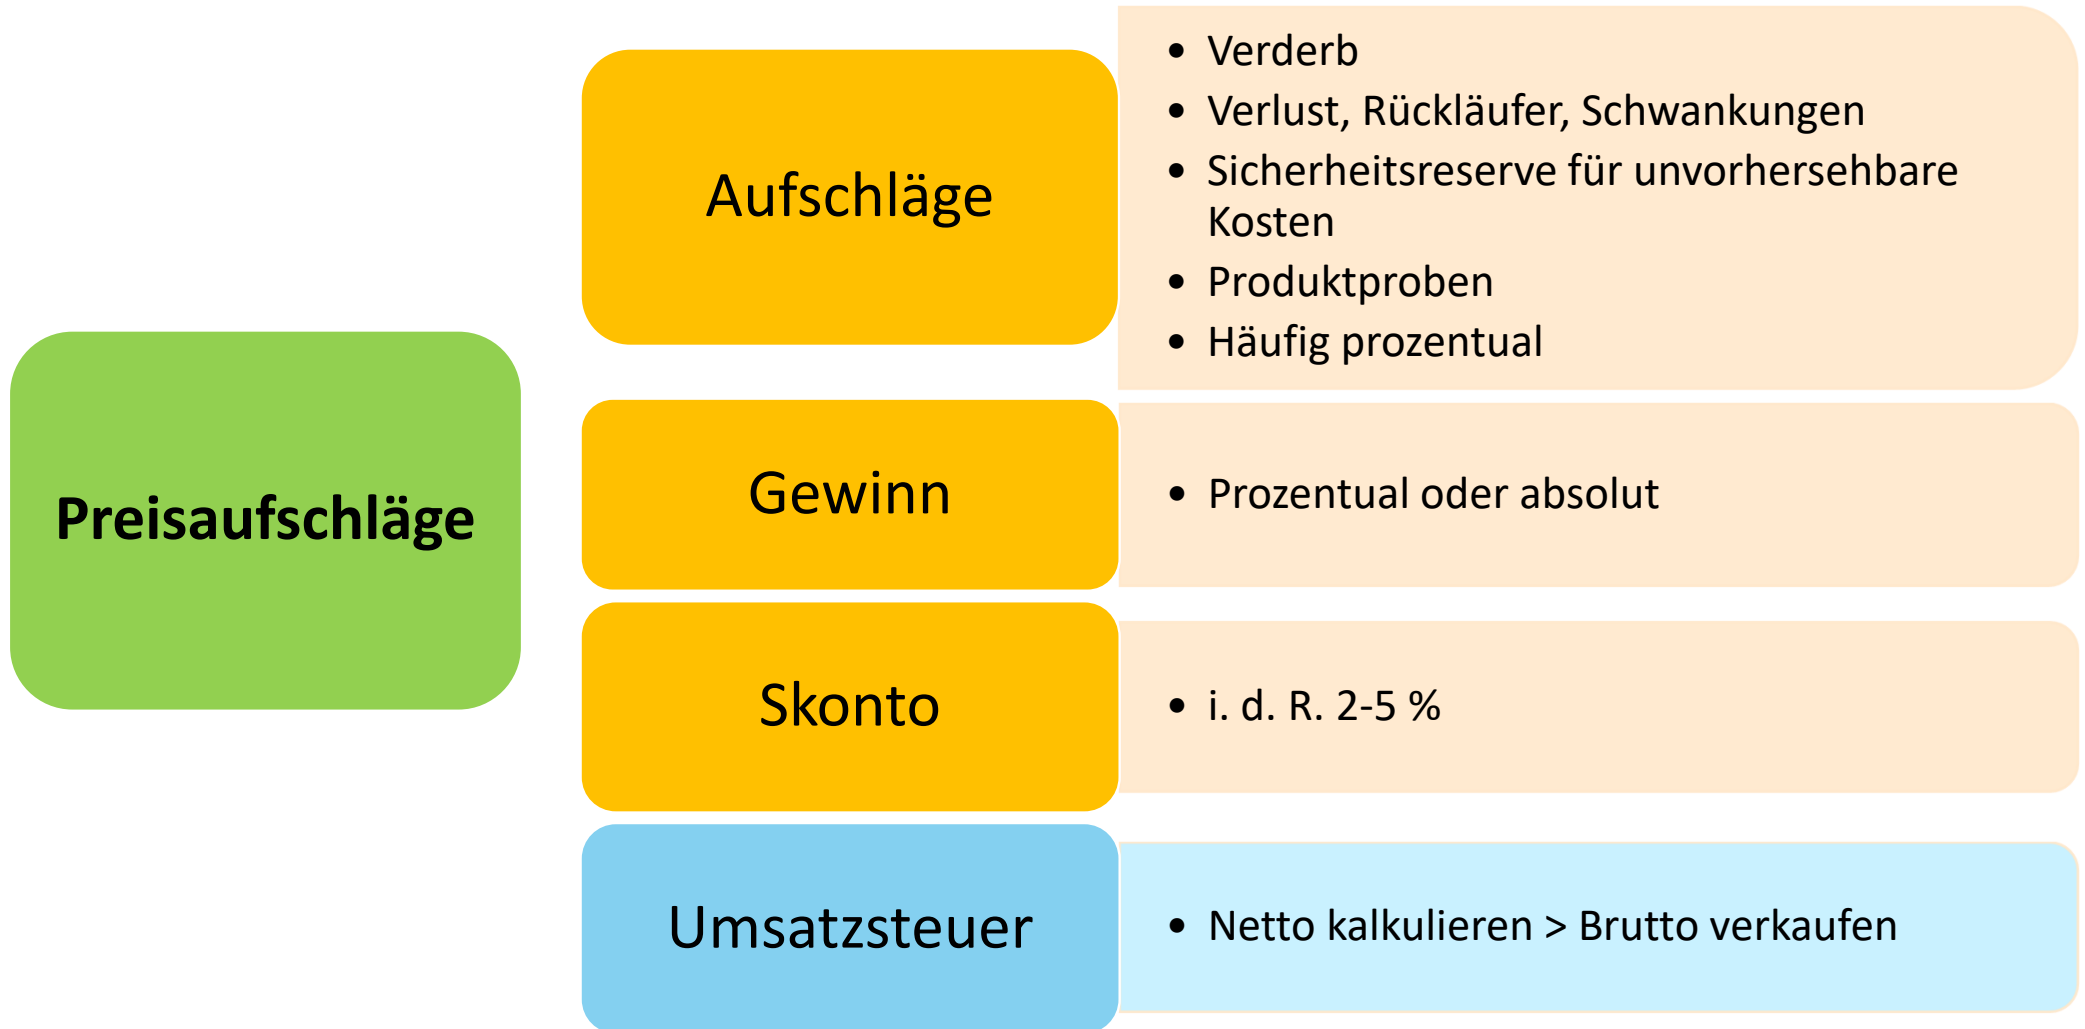 Preisaufschläge
Aufschläge
• Verderb
• Verlust, Rückläufer, Schwankungen
• Sicherheitsreserve für unvorhersehbare
Kosten
• Produktproben
• Häufig prozentual
Gewinn
• Prozentual oder absolut
Skonto
• i. d. R. 2-5 %
Umsatzsteuer
• Netto kalkulieren > Brutto verkaufen